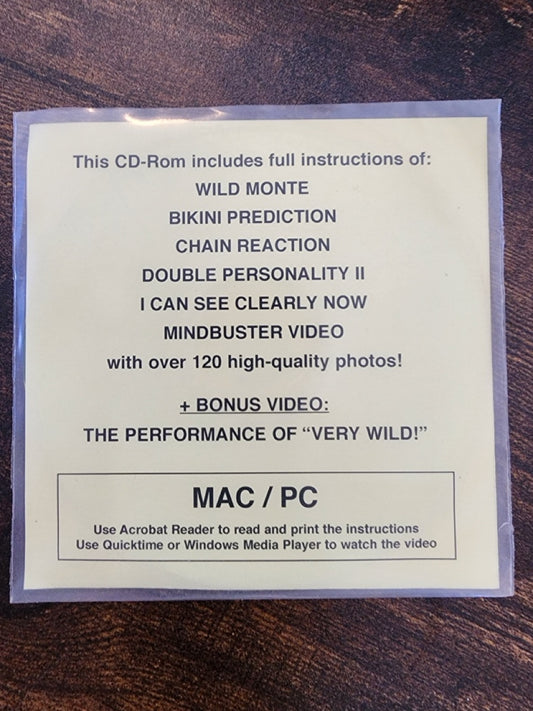 This CD-Rom includes full instructions of:
WILD MONTE
BIKINI PREDICTION
CHAIN REACTION
DOUBLE PERSONALITY II
I CAN SEE CLEARLY NOW
MINDBUSTER VIDEO
with over 120 high-quality photos!
+ BONUS VIDEO:
THE PERFORMANCE OF “VERY WILD!”
MAC / PC
Use Acrobat Reader to read and print the instructions
Use Quicktime or Windows Media Player to watch the video